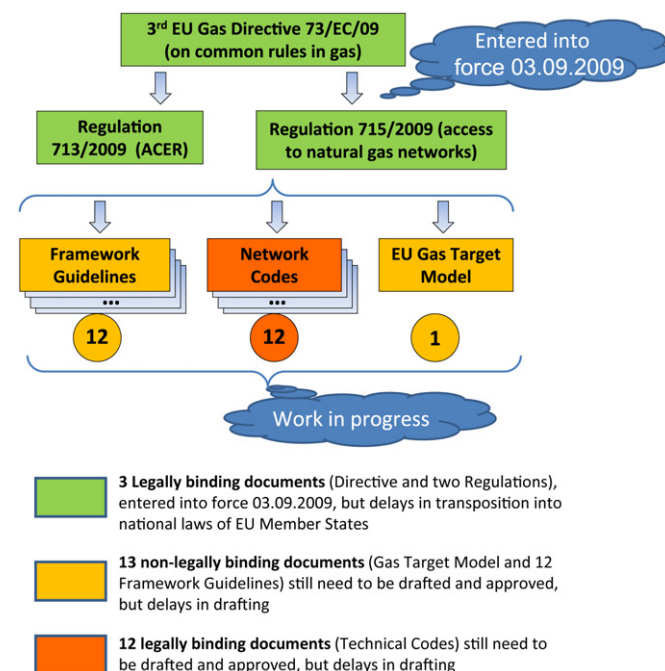 3rd EU Gas Directive 73/EC/09
(on common rules in gas)
Entered into
force 03.09.2009
Regulation
713/2009 (ACER)
Regulation 715/2009 (access
to natural gas networks)
Framework
Guidelines
...
Network
Codes
...
EU Gas Target
Model
12
12
1
Work in progress
3 Legally binding documents (Directive and two Regulations),
entered into force 03.09.2009, but delays in transposition into
national laws of EU Member States
13 non-legally binding documents (Gas Target Model and 12
Framework Guidelines) still need to be drafted and approved,
but delays in drafting
12 legally binding documents (Technical Codes) still need to
be drafted and approved, but delays in drafting